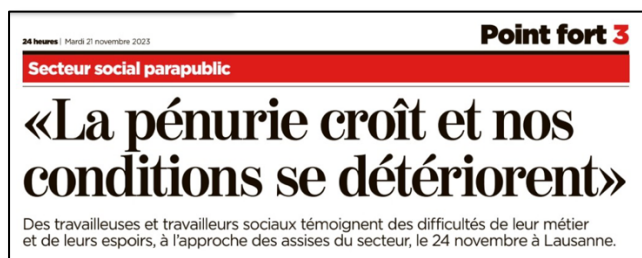 24 heures | Mardi 21 novembre 2023
Point fort 3
Secteur social parapublic
«La pénurie croît et nos
conditions se détériorent»
Des travailleuses et travailleurs sociaux témoignent des difficultés de leur métier
et de leurs espoirs, à l'approche des assises du secteur, le 24 novembre à Lausanne.